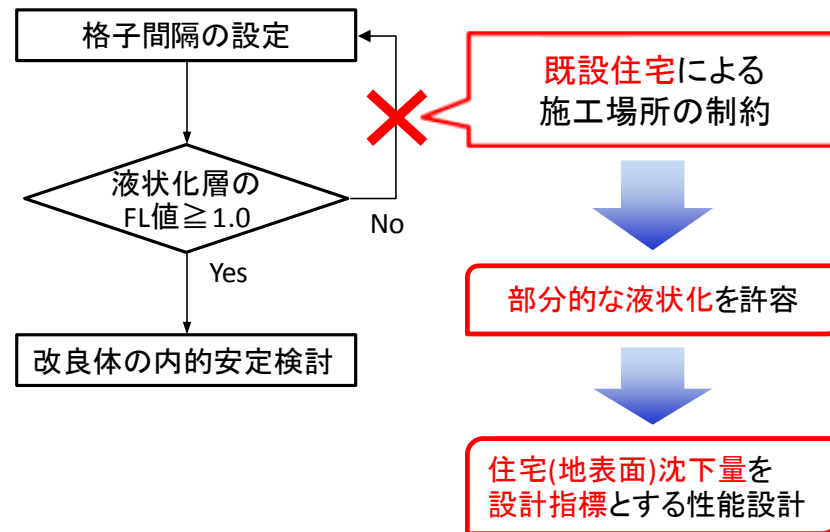 格子間隔の設定
液状化層の
FL値≧1.0
No
Yes
改良体の内的安定検討
既設住宅による
施工場所の制約
部分的な液状化を許容
住宅(地表面)沈下量を
設計指標とする性能設計